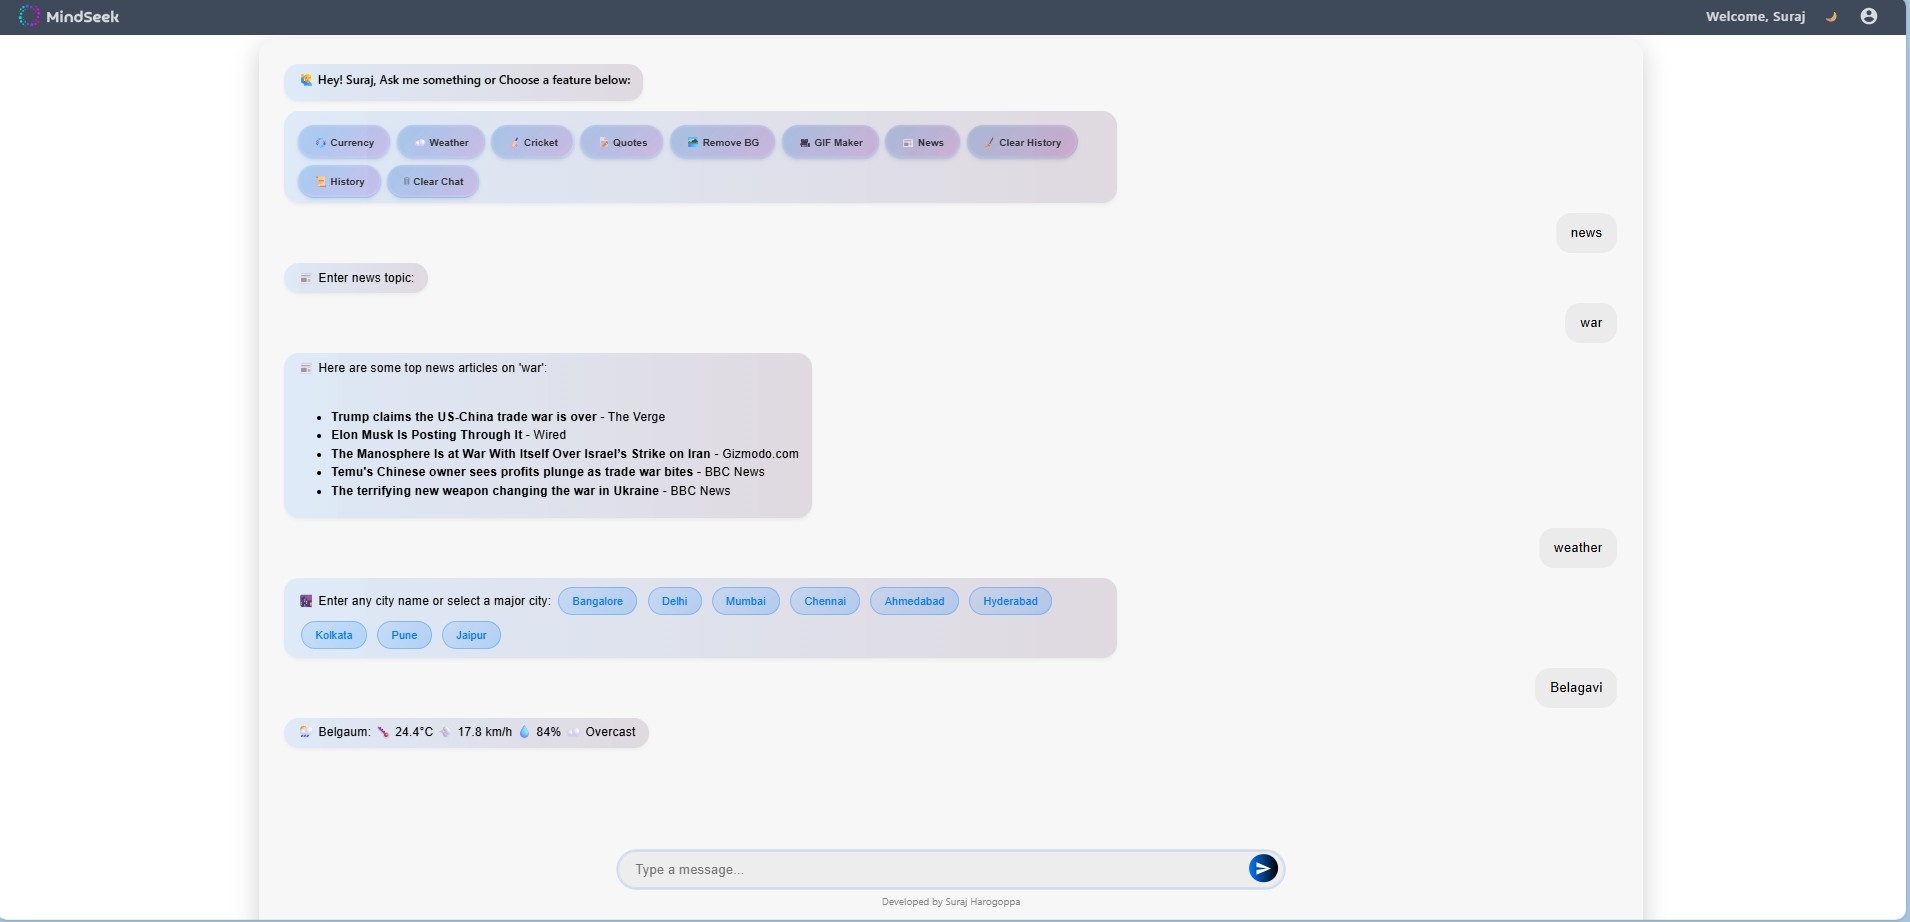 MindSeek
Welcome, Suraj
Hey! Suraj, Ask me something or Choose a feature below:
Currency Weather Cricket Quotes Remove BG GIF Maker News Clear History
History Clear Chat
news
Enter news topic:
war
Here are some top news articles on 'war':
• Trump claims the US-China trade war is over - The Verge
• Elon Musk Is Posting Through It - Wired
• The Manosphere Is at War With Itself Over Israel’s Strike on Iran - Gizmodo.com
• Temu's Chinese owner sees profits plunge as trade war bites - BBC News
• The terrifying new weapon changing the war in Ukraine - BBC News
weather
Enter any city name or select a major city: Bangalore Delhi Mumbai Chennai Ahmedabad Hyderabad
Kolkata Pune Jaipur
Belagavi
Belgaum: 24.4°C 17.8 km/h 84% Overcast
Type a message...
Developed by Suraj Harogoppa